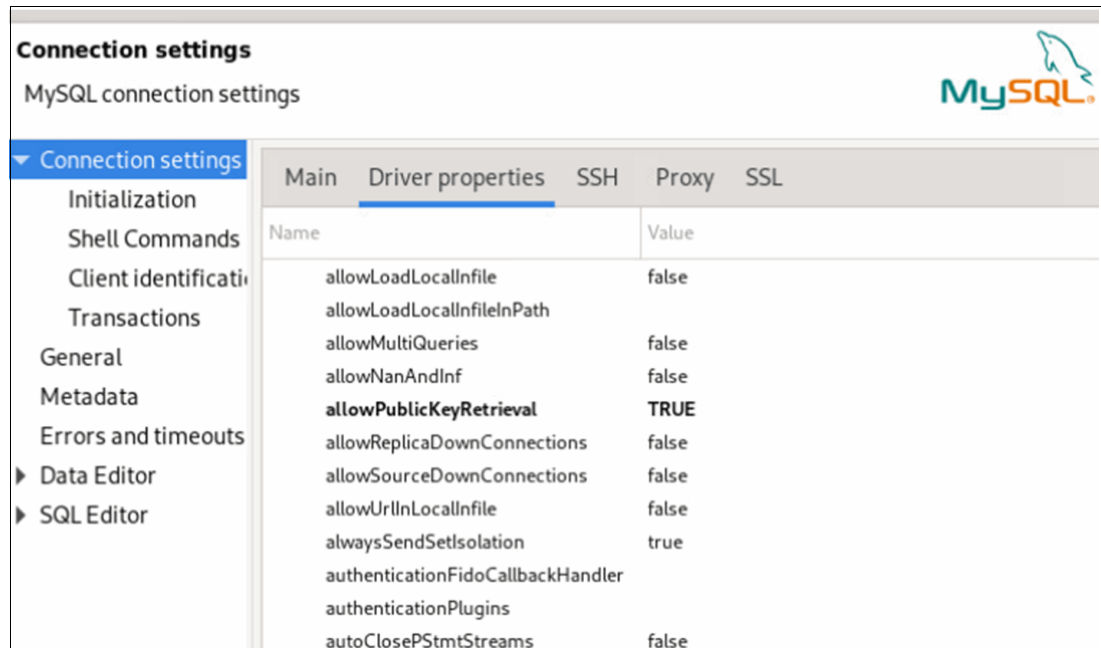 Connection settings
MySQL connection settings
MySQL®
Connection settings
Initialization
Shell Commands
Client
Transactions
General
Metadata
Errors and timeouts
Data Editor
SQL Editor
Main Driver properties SSH Proxy SSL
Name Value
allowLoadLocalInfile false
allowLoadLocalInfileInPath
allowMultiQueries false
allowNanAndInf false
allowPublicKeyRetrieval TRUE
allowReplicaDownConnections false
allowSourceDownConnections false
allowUrlInLocalInfile false
alwaysSendSetIsolation true
authenticationFidoCallbackHandler
authenticationPlugins
autoClosePStmtStreams false